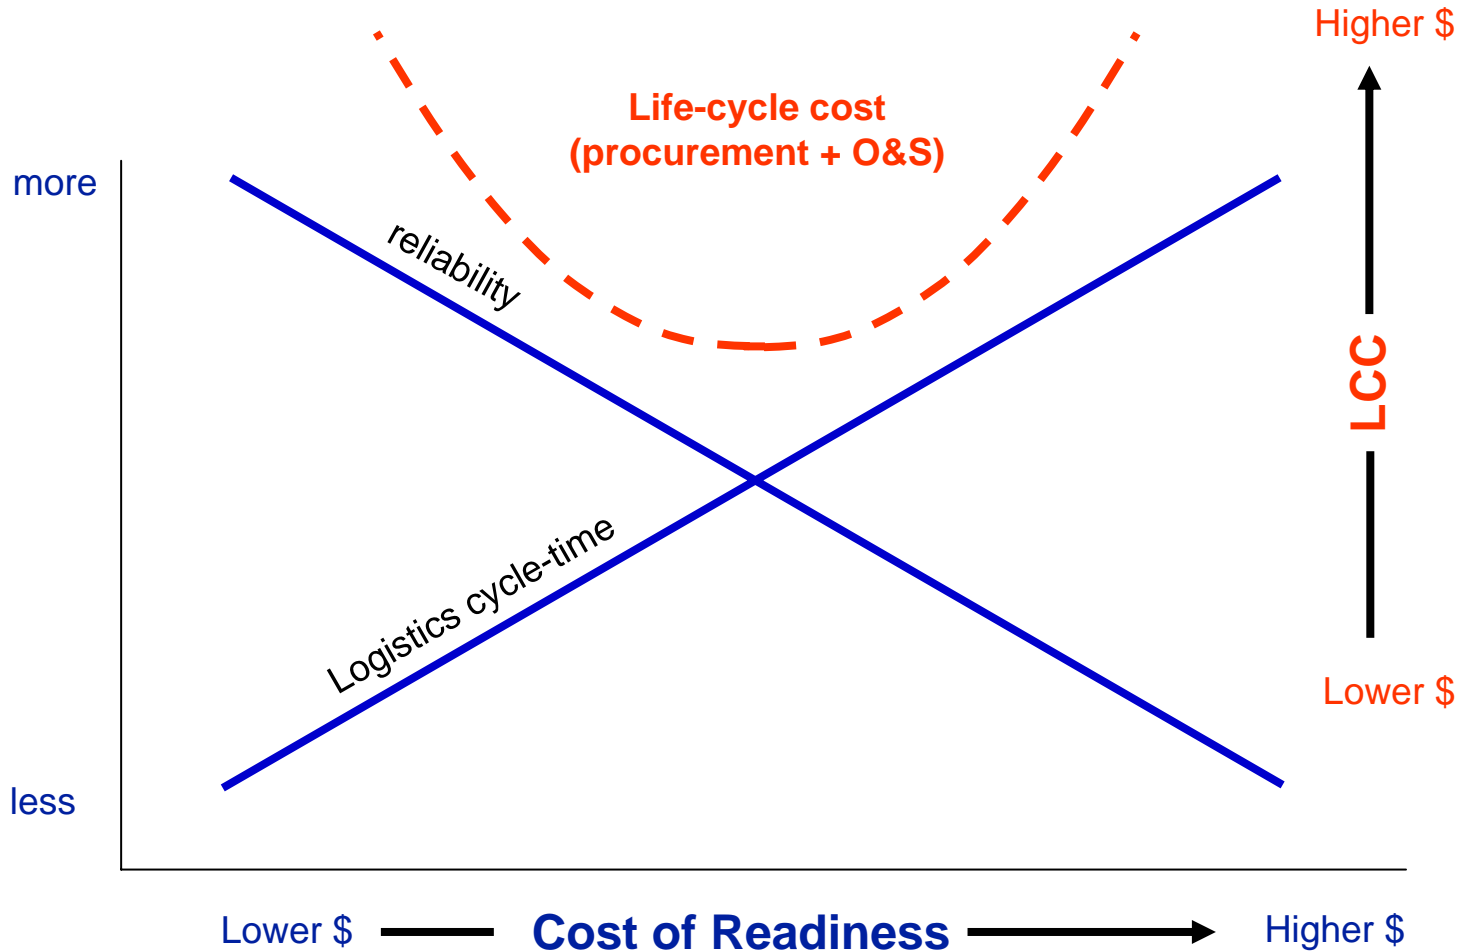 Higher $
Life-cycle cost
(procurement + O&S)
more
reliability
LCC
Logistics cycle-time
Lower $
less
Lower $
Cost of Readiness
Higher $